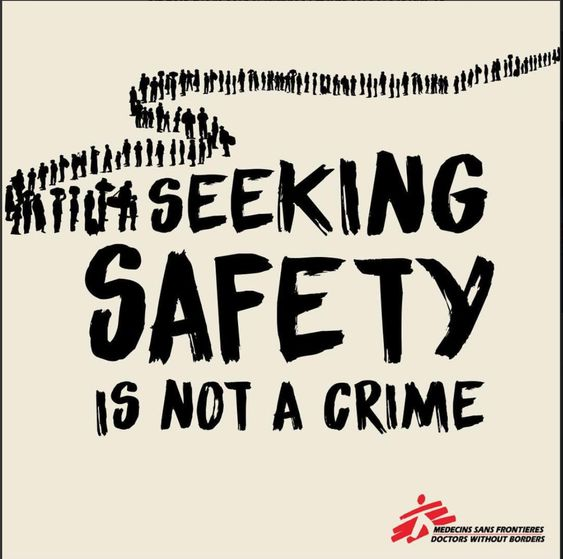 SEEKING
SAFETY
IS NOT A CRIME
MEDECINS SANS FRONTIERES
DOCTORS WITHOUT BORDERS